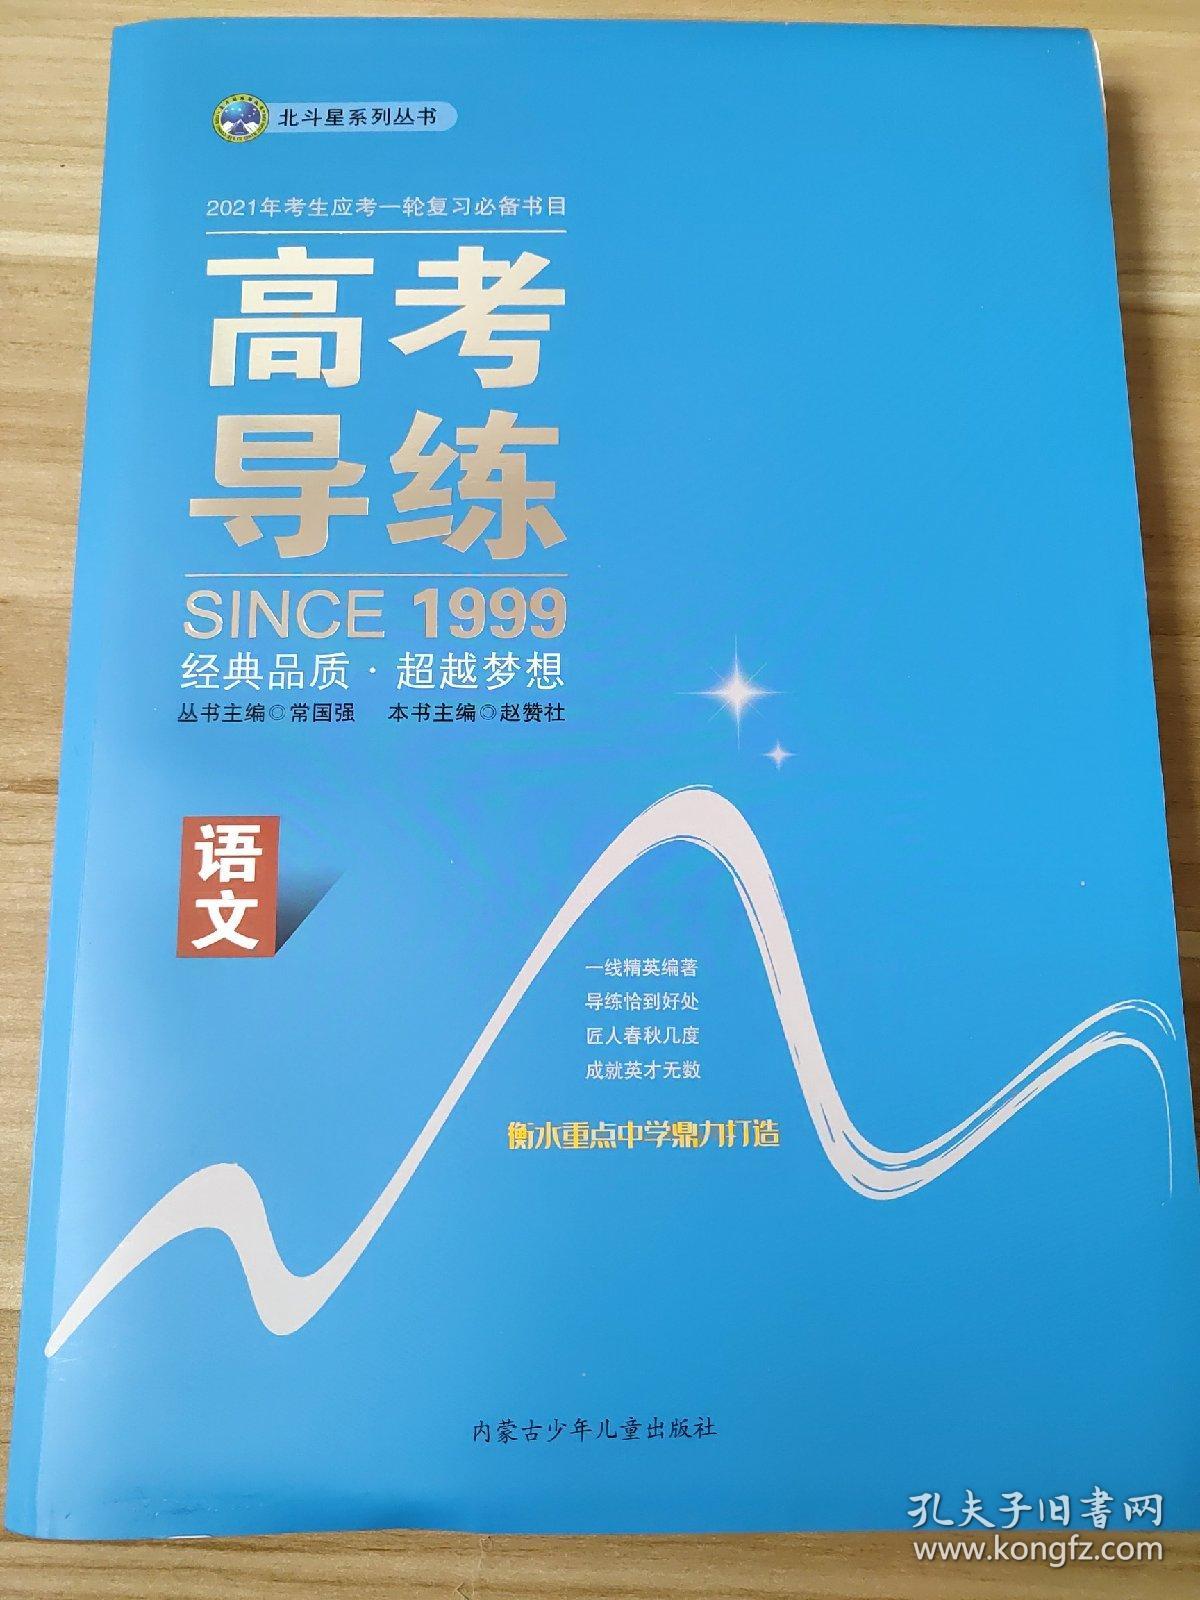 北斗星系列丛书
2021年考生应考一轮复习必备书目
高考
导练
SINCE 1999
经典品质·超越梦想
丛书主编◎常国强 本书主编◎赵赞社
语文
一线精英编著
导练恰到好处
匠人春秋几度
成就英才无数
衡水重点中学鼎力打造
内蒙古少年儿童出版社
孔夫子旧书网
www.kongfz.com